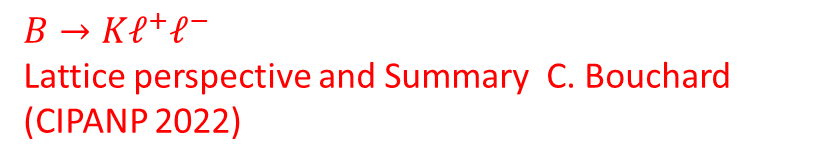 B → Kℓ⁺ℓ⁻
Lattice perspective and Summary  C. Bouchard
(CIPANP 2022)